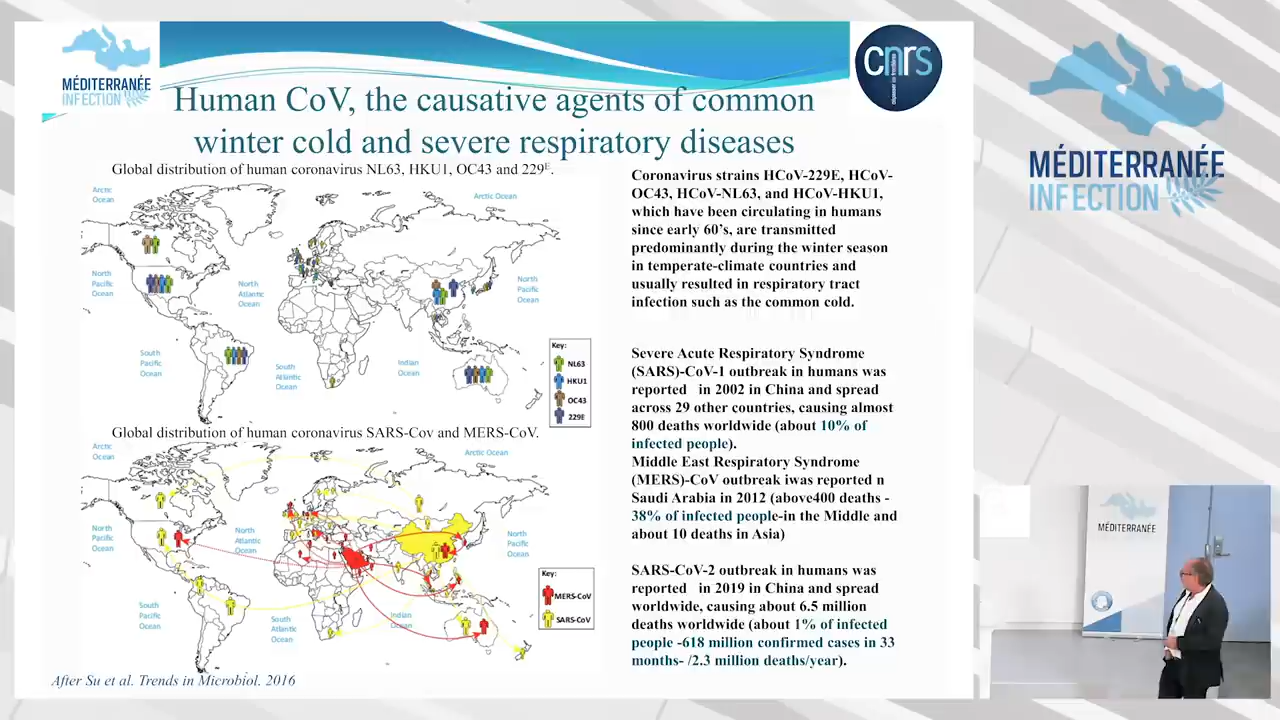 MÉDITERRANÉE
INFECTION
cnrs
Human CoV, the causative agents of common
winter cold and severe respiratory diseases
Global distribution of human coronavirus NL63, HKU1, OC43 and 229E.
Arctic
Ocean
Arctic Ocean
North
Pacific
Ocean
North
Atlantic
Ocean
North
Pacific
Ocean
South
Pacific
Ocean
South
Atlantic
Ocean
Indian
Ocean
Key:
NL63
HKU1
OC43
229E
Global distribution of human coronavirus SARS-Cov and MERS-CoV.
Arctic
Ocean
Arctic Ocean
North
Pacific
Ocean
North
Atlantic
Ocean
North
Pacific
Ocean
South
Pacific
Ocean
South
Atlantic
Ocean
Indian
Ocean
Key:
MERS-CoV
SARS-CoV
After Su et al. Trends in Microbiol. 2016
Coronavirus strains HCoV-229E, HCoV-
OC43, HCoV-NL63, and HCoV-HKU1,
which have been circulating in humans
since early 60's, are transmitted
predominantly during the winter season
in temperate-climate countries and
usually resulted in respiratory tract
infection such as the common cold.
Severe Acute Respiratory Syndrome
(SARS)-CoV-1 outbreak in humans was
reported in 2002 in China and spread
across 29 other countries, causing almost
800 deaths worldwide (about 10% of
infected people).
Middle East Respiratory Syndrome
(MERS)-CoV outbreak iwas reported n
Saudi Arabia in 2012 (above400 deaths -
38% of infected people-in the Middle and
about 10 deaths in Asia)
SARS-CoV-2 outbreak in humans was
reported in 2019 in China and spread
worldwide, causing about 6.5 million
deaths worldwide (about 1% of infected
people -618 million confirmed cases in 33
months- /2.3 million deaths/year).
MÉDITERRANÉE
INFECTION
MÉDITERRANÉE